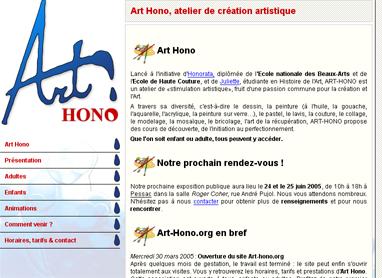 Art
HONO
Art Hono
Présentation
Adultes
Enfants
Animations
Comment venir ?
Horaires, tarifs & contact
Art Hono, atelier de création artistique
Art Hono
Lancé à l'initiative d'Honorata, diplômée de l'Ecole nationale des Beaux-Arts et de
l'Ecole de Haute Couture, et de Juliette, étudiante en Histoire de l'Art, ART-HONO est
un atelier de «stimulation artistique», fruit d'une passion commune pour la création et
l'Art.
A travers sa diversité, c'est-à-dire le dessin, la peinture (à l'huile, la gouache,
l'aquarelle, l'acrylique, la peinture sur verre...), le pastel, le lavis, la couture, le collage,
le modelage, la mosaïque, le bricolage, l'art de la récupération, ART-HONO propose
des cours de découverte, de l'initiation au perfectionnement.
Que l'on soit enfant ou adulte, tous peuvent y accéder.
Notre prochain rendez-vous !
Notre prochaine exposition publique aura lieu le 24 et le 25 juin 2005, de 10h à 18h à
Pessac dans la salle Roger Coher, rue André Pujol. Nous vous attendons nombreux.
N'hésitez pas à nous contacter pour obtenir plus de renseignements et pour nous
rencontrer.
Art-Hono.org en bref
Mercredi 30 mars 2005 : Ouverture du site Art-hono.org
Après quelques mois de gestation, le travail est terminé : le site peut enfin s'ouvrir
totalement aux visites. Vous y retrouverez les horaires, tarifs et prestations d'Art Hono.